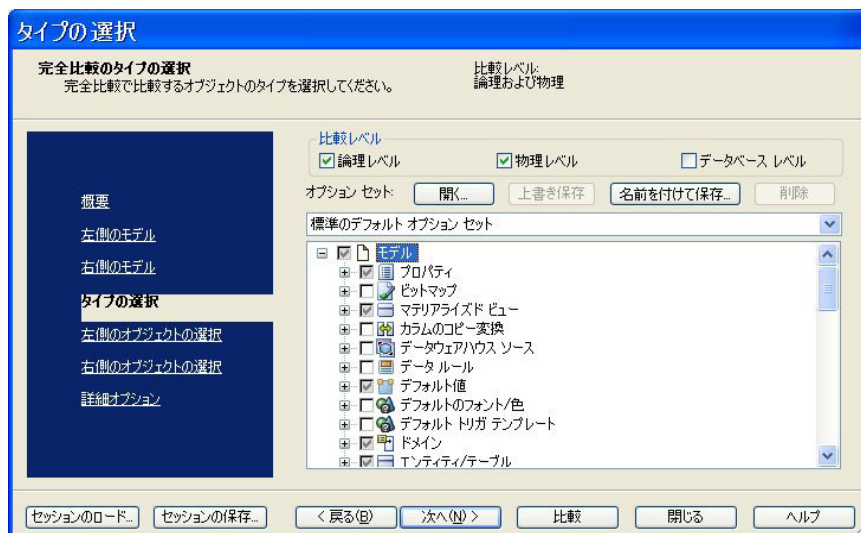 タイプの選択
完全比較のタイプの選択
完全比較で比較するオブジェクトのタイプを選択してください。
比較レベル:
論理および物理
概要
左側のモデル
右側のモデル
タイプの選択
左側のオブジェクトの選択
右側のオブジェクトの選択
詳細オプション
比較レベル
論理レベル 物理レベル データベース レベル
オプション セット: 開く... 上書き保存 名前を付けて保存... 削除
標準のデフォルト オプション セット
モデル
プロパティ
ビットマップ
マテリアライズド ビュー
カラムのコピー変換
データウェアハウス ソース
データ ルール
デフォルト値
デフォルトのフォント/色
デフォルト トリガ テンプレート
ドメイン
エンティティ/テーブル
セッションのロード... セッションの保存... < 戻る(B) 次へ(N) > 比較 閉じる ヘルプ